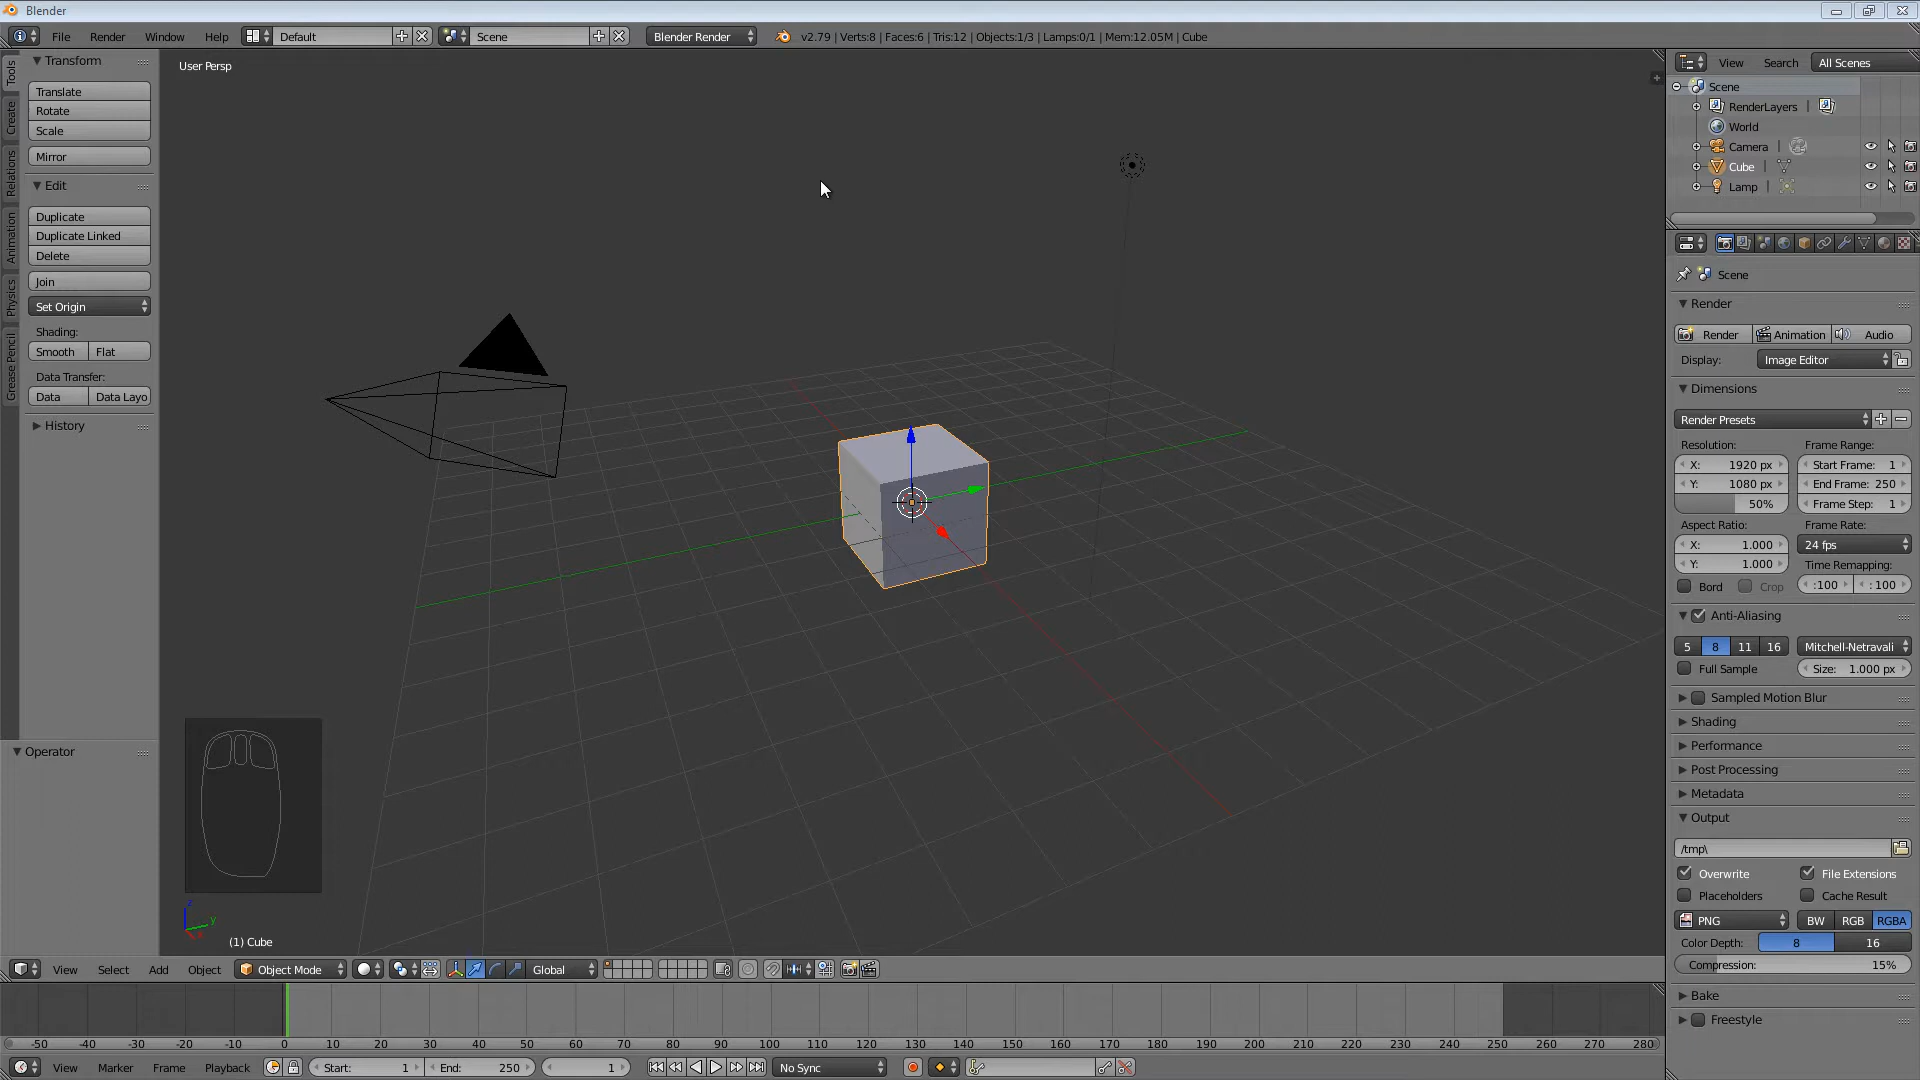 Blender
File Render Window Help Default Scene Blender Render v2.79 | Verts:8 | Faces:6 | Tris:12 | Objects:1/3 | Lamps:0/1 | Mem:12.05M | Cube
Tools
Create
Relations
Animation
Physics
Grease Pencil
Transform
Translate
Rotate
Scale
Mirror
Edit
Duplicate
Duplicate Linked
Delete
Join
Set Origin
Shading:
Smooth Flat
Data Transfer:
Data Data Layo
History
Operator
User Persp
z
y
x
(1) Cube
View Select Add Object Object Mode Global
-50 -40 -30 -20 -10 0 10 20 30 40 50 60 70 80 90 100 110 120 130 140 150 160 170 180 190 200 210 220 230 240 250 260 270 280
View Marker Frame Playback Start: 1 End: 250 1 No Sync
View Search All Scenes
Scene
RenderLayers |
World
Camera |
Cube |
Lamp |
Scene
Render
Render Animation Audio
Display: Image Editor
Dimensions
Render Presets
Resolution: Frame Range:
X: 1920 px Start Frame: 1
Y: 1080 px End Frame: 250
50% Frame Step: 1
Aspect Ratio: Frame Rate:
X: 1.000 24 fps
Y: 1.000 Time Remapping:
Bord Crop :100 : 100
Anti-Aliasing
5 8 11 16 Mitchell-Netravali
Full Sample Size: 1.000 px
Sampled Motion Blur
Shading
Performance
Post Processing
Metadata
Output
/tmp\
Overwrite File Extensions
Placeholders Cache Result
PNG BW RGB RGBA
Color Depth: 8 16
Compression: 15%
Bake
Freestyle